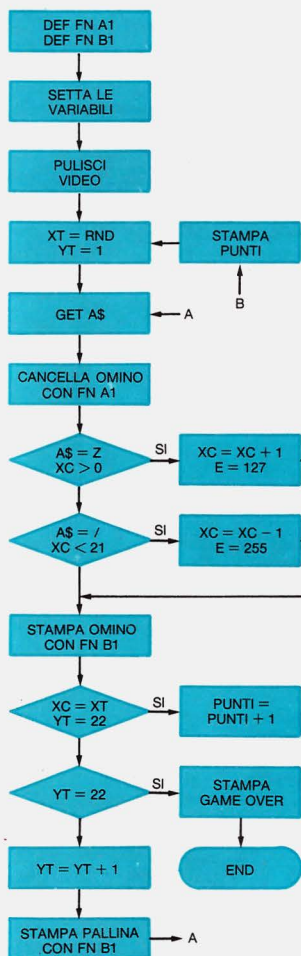 DEF FN A1
DEF FN B1
SETTA LE
VARIABILI
PULISCI
VIDEO
XT = RND
YT = 1
STAMPA
PUNTI
B
GET A$
A
CANCELLA OMINO
CON FN A1
A$ = Z
XC > 0
SI
XC = XC + 1
E = 127
A$ = /
XC < 21
SI
XC = XC − 1
E = 255
STAMPA OMINO
CON FN B1
XC = XT
YT = 22
SI
PUNTI =
PUNTI + 1
YT = 22
SI
STAMPA
GAME OVER
YT = YT + 1
END
STAMPA PALLINA
CON FN B1
A